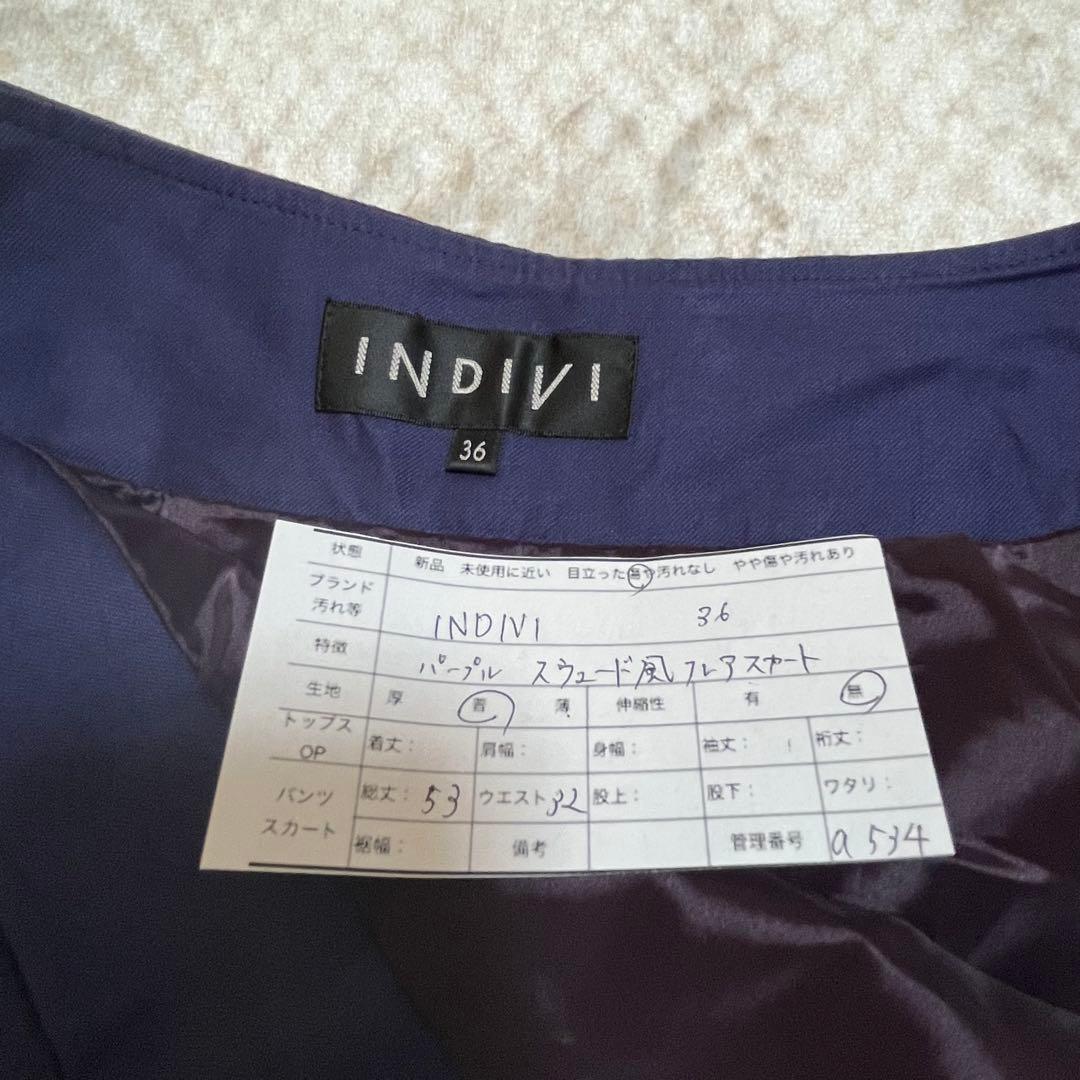 INDIVI
36
状態 新品 未使用に近い 目立った傷や汚れなし やや傷や汚れあり
ブランド
汚れ等 INDIVI 36
特徴 パープル スウェード風フレアスカート
生地 厚 普 薄 伸縮性 有 無
トップス
OP 着丈: 肩幅: 身幅: 袖丈: 裄丈:
パンツ
スカート 総丈: 53 ウエスト 32 股上: 股下: ワタリ:
裾幅: 備考 管理番号 a 534